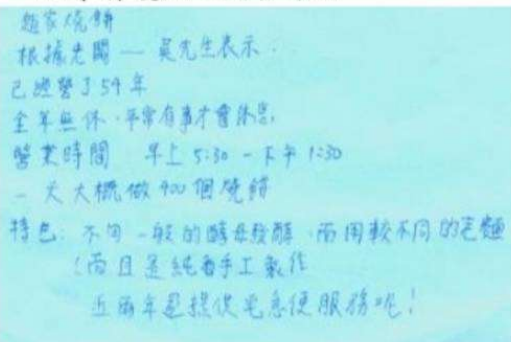 趙家燒餅
根據老闆 — 吳先生表示.
已經營了54年
全年無休,平常有事才會休息.
營業時間 早上 5:30 - 下午 1:30
一天大概做 400 個燒餅
特色: 不同一般的酵母發酵,而用較不同的老麵
(而且是純手工製作
近兩年還提供宅急便服務呢!